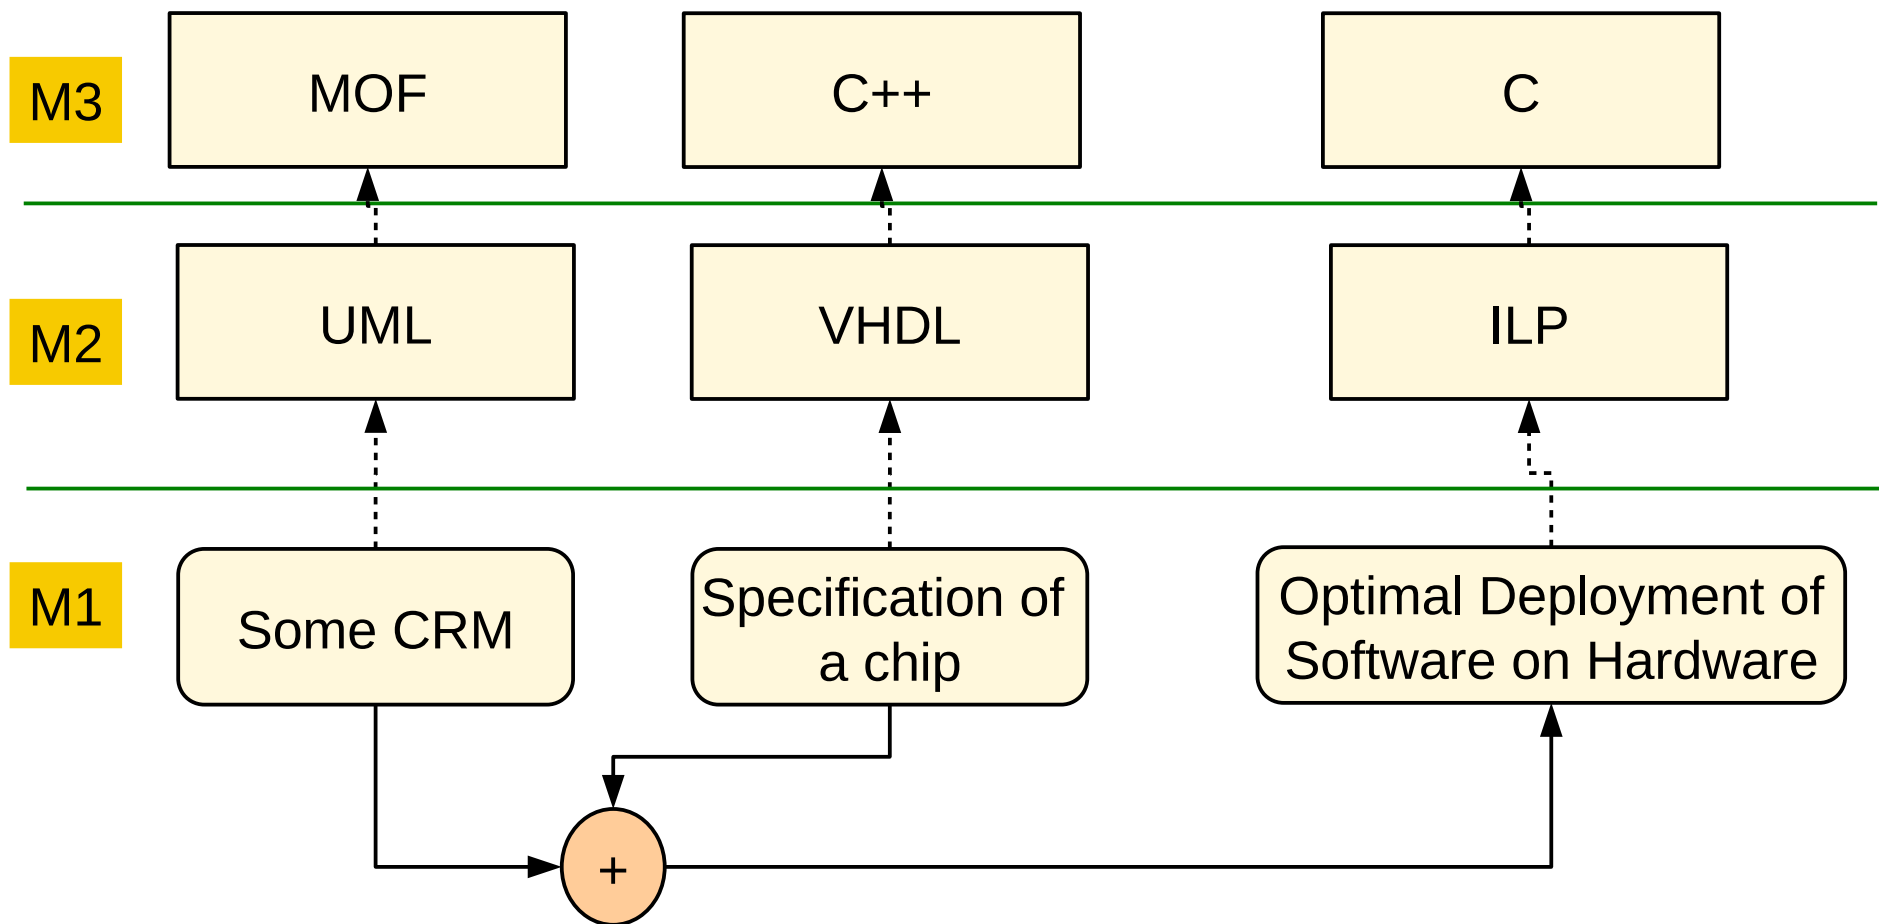 M3
MOF
C++
C
M2
UML
VHDL
ILP
M1
Some CRM
Specification of
a chip
Optimal Deployment of
Software on Hardware
+